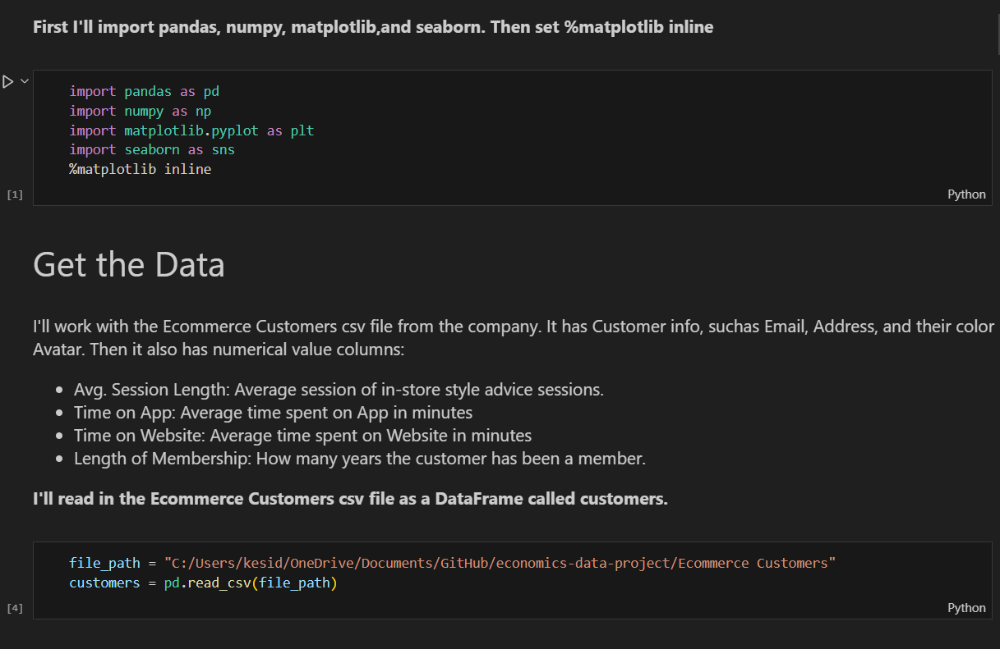 First I'll import pandas, numpy, matplotlib,and seaborn. Then set %matplotlib inline
import pandas as pd
import numpy as np
import matplotlib.pyplot as plt
import seaborn as sns
%matplotlib inline
[1]
Python
Get the Data
I'll work with the Ecommerce Customers csv file from the company. It has Customer info, suchas Email, Address, and their color
Avatar. Then it also has numerical value columns:
• Avg. Session Length: Average session of in-store style advice sessions.
• Time on App: Average time spent on App in minutes
• Time on Website: Average time spent on Website in minutes
• Length of Membership: How many years the customer has been a member.
I'll read in the Ecommerce Customers csv file as a DataFrame called customers.
file_path = "C:/Users/kesid/OneDrive/Documents/GitHub/economics-data-project/Ecommerce Customers"
customers = pd.read_csv(file_path)
[4]
Python